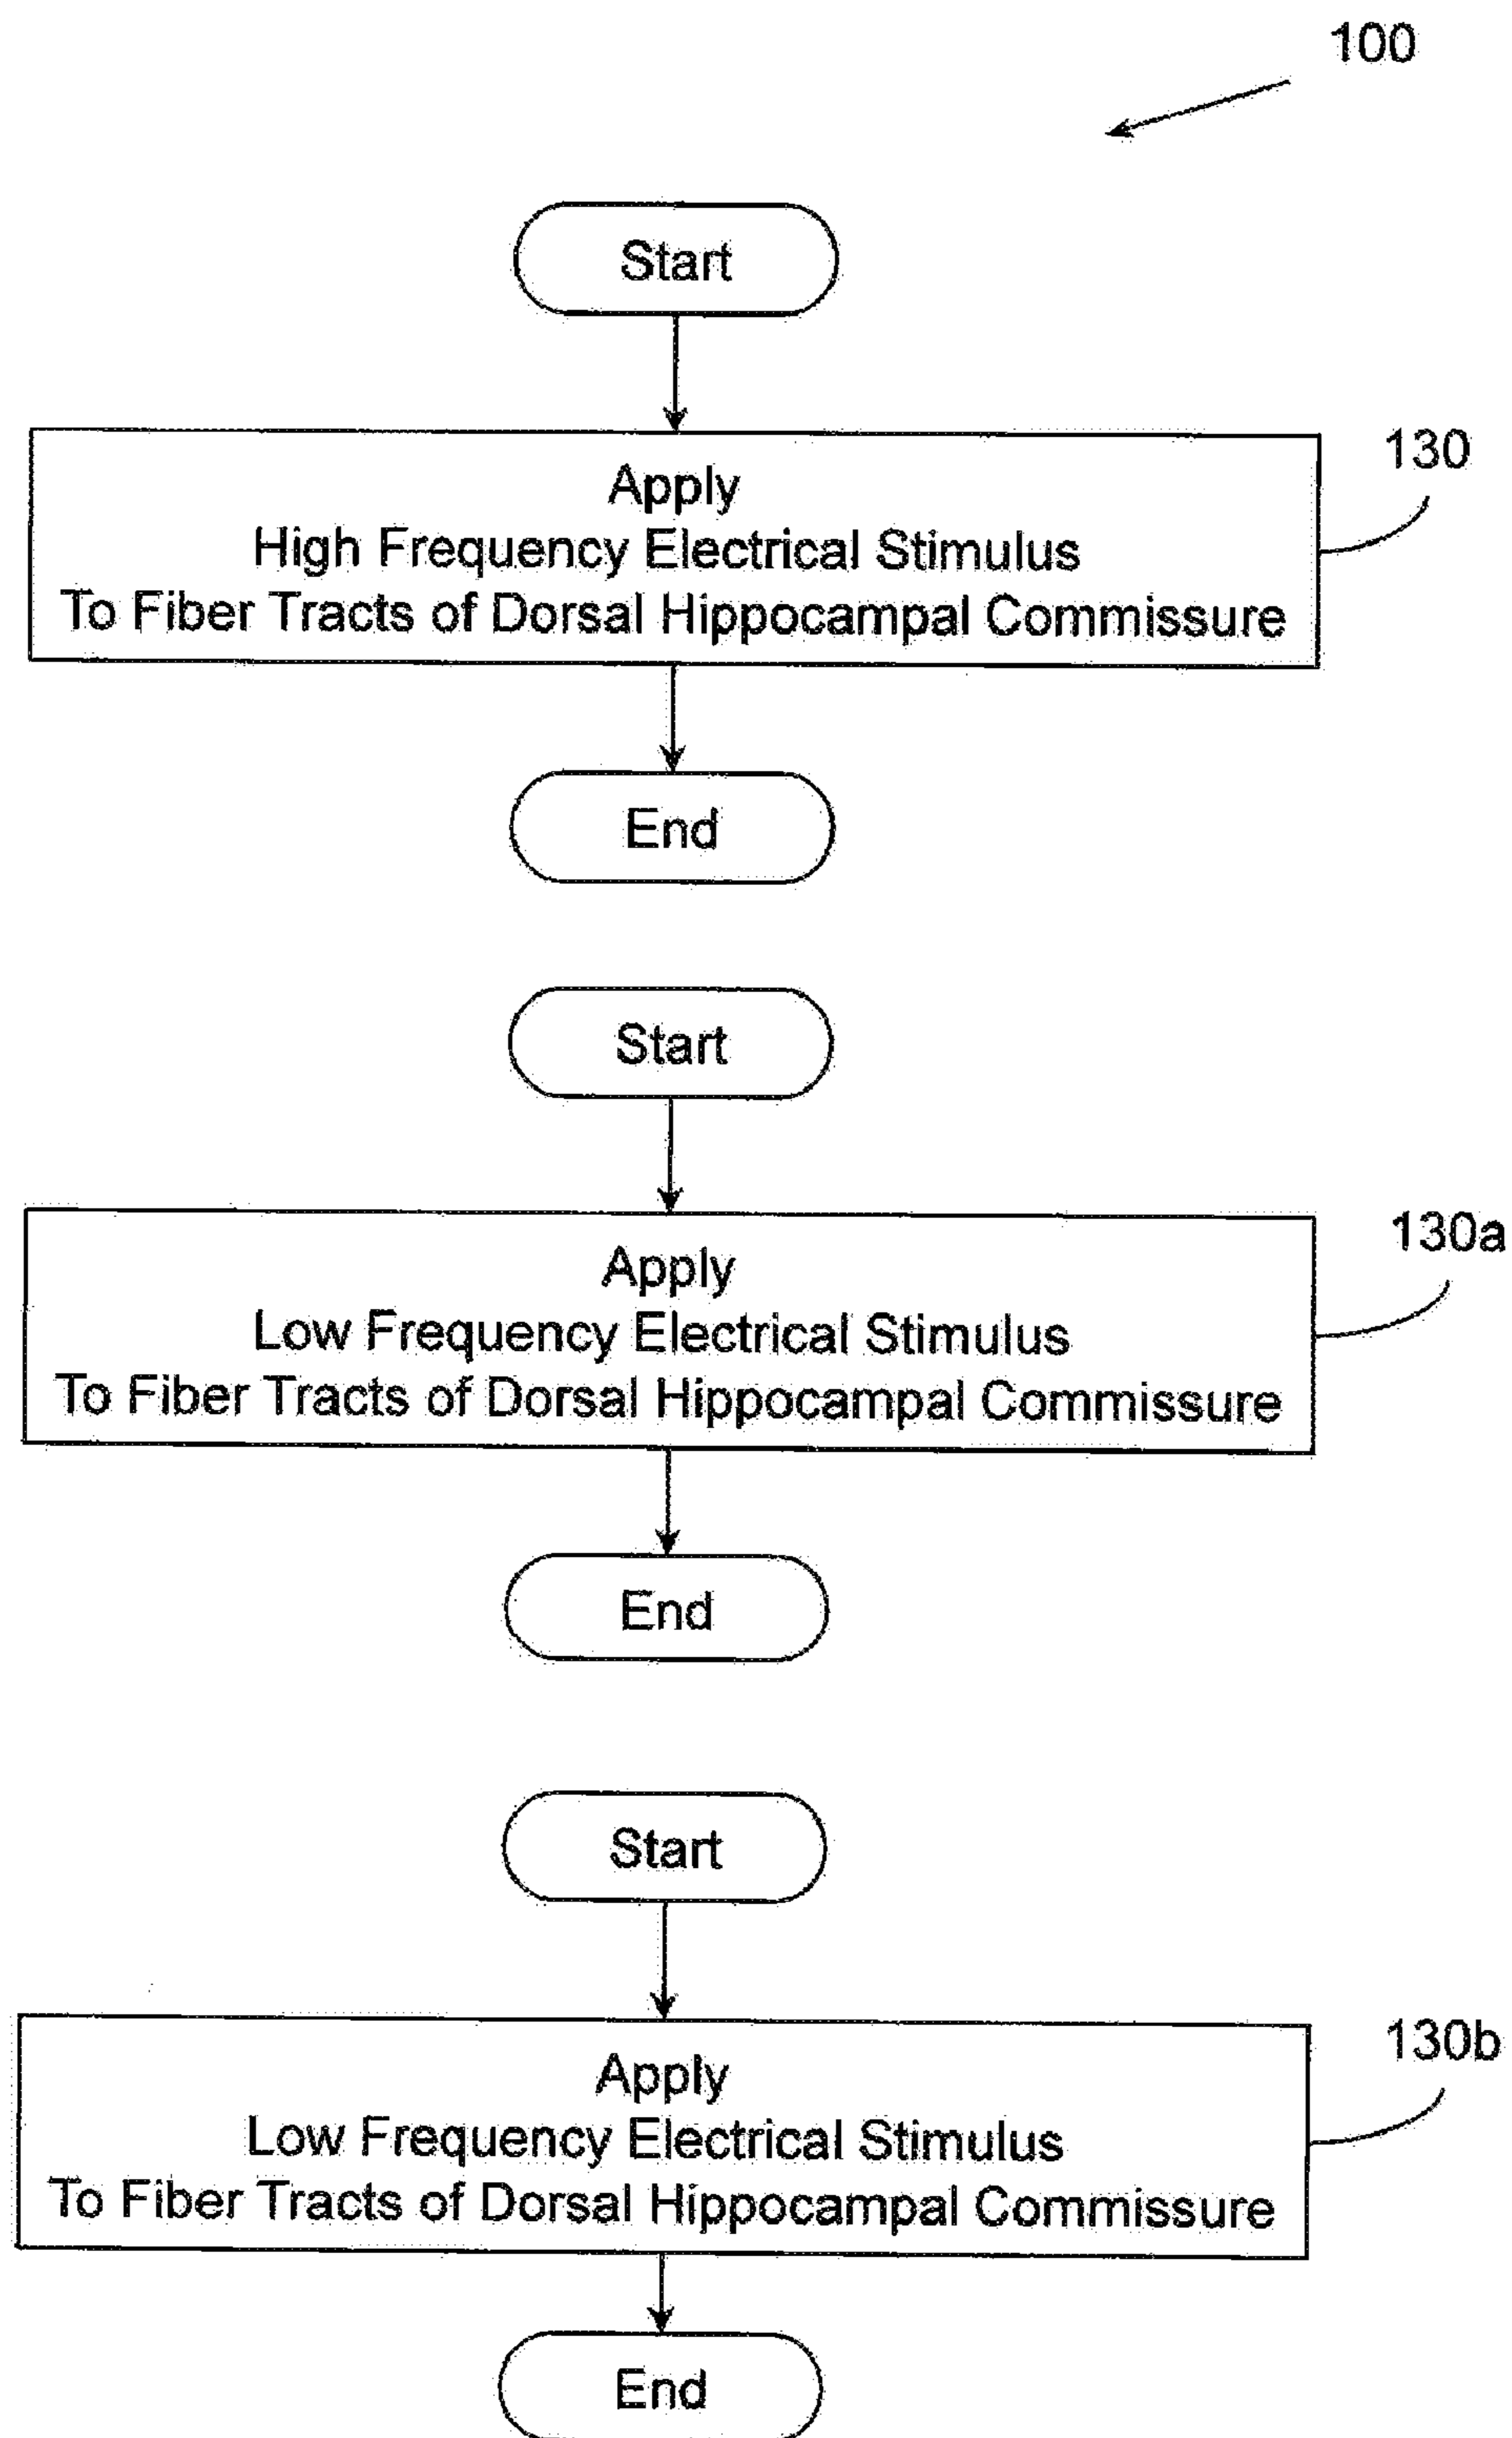 100
Start
130
Apply
High Frequency Electrical Stimulus
To Fiber Tracts of Dorsal Hippocampal Commissure
End
Start
130a
Apply
Low Frequency Electrical Stimulus
To Fiber Tracts of Dorsal Hippocampal Commissure
End
Start
130b
Apply
Low Frequency Electrical Stimulus
To Fiber Tracts of Dorsal Hippocampal Commissure
End